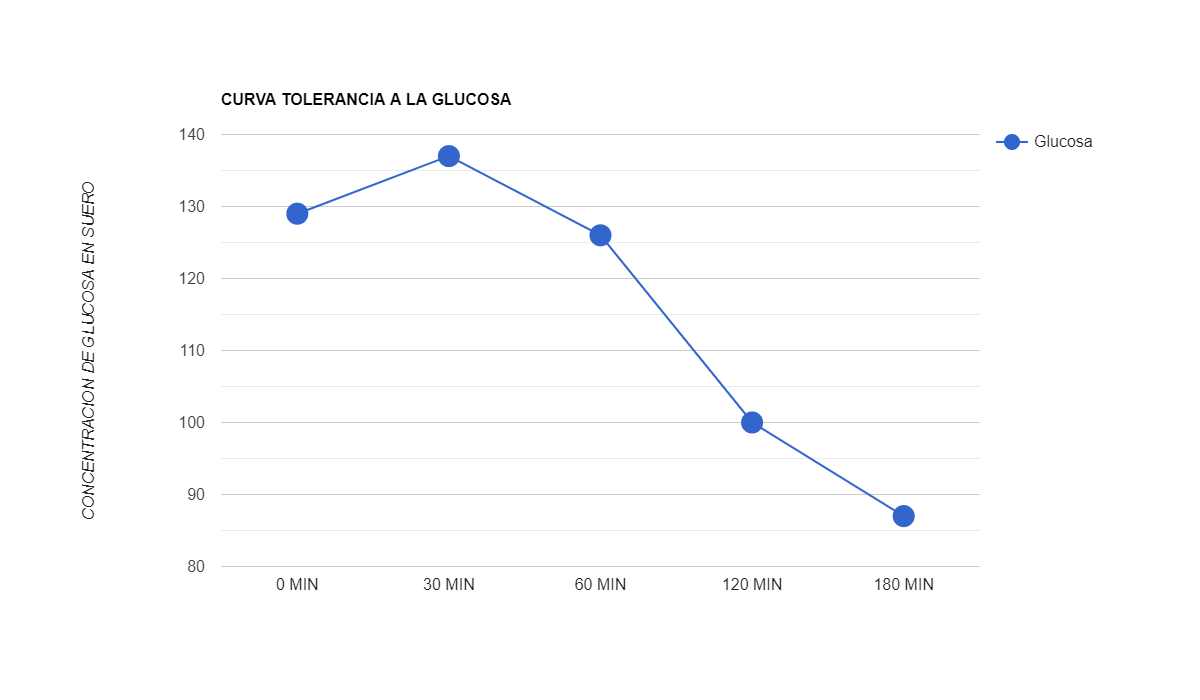 CURVA TOLERANCIA A LA GLUCOSA
Glucosa
CONCENTRACION DE GLUCOSA EN SUERO
140
130
120
110
100
90
80
0 MIN 30 MIN 60 MIN 120 MIN 180 MIN